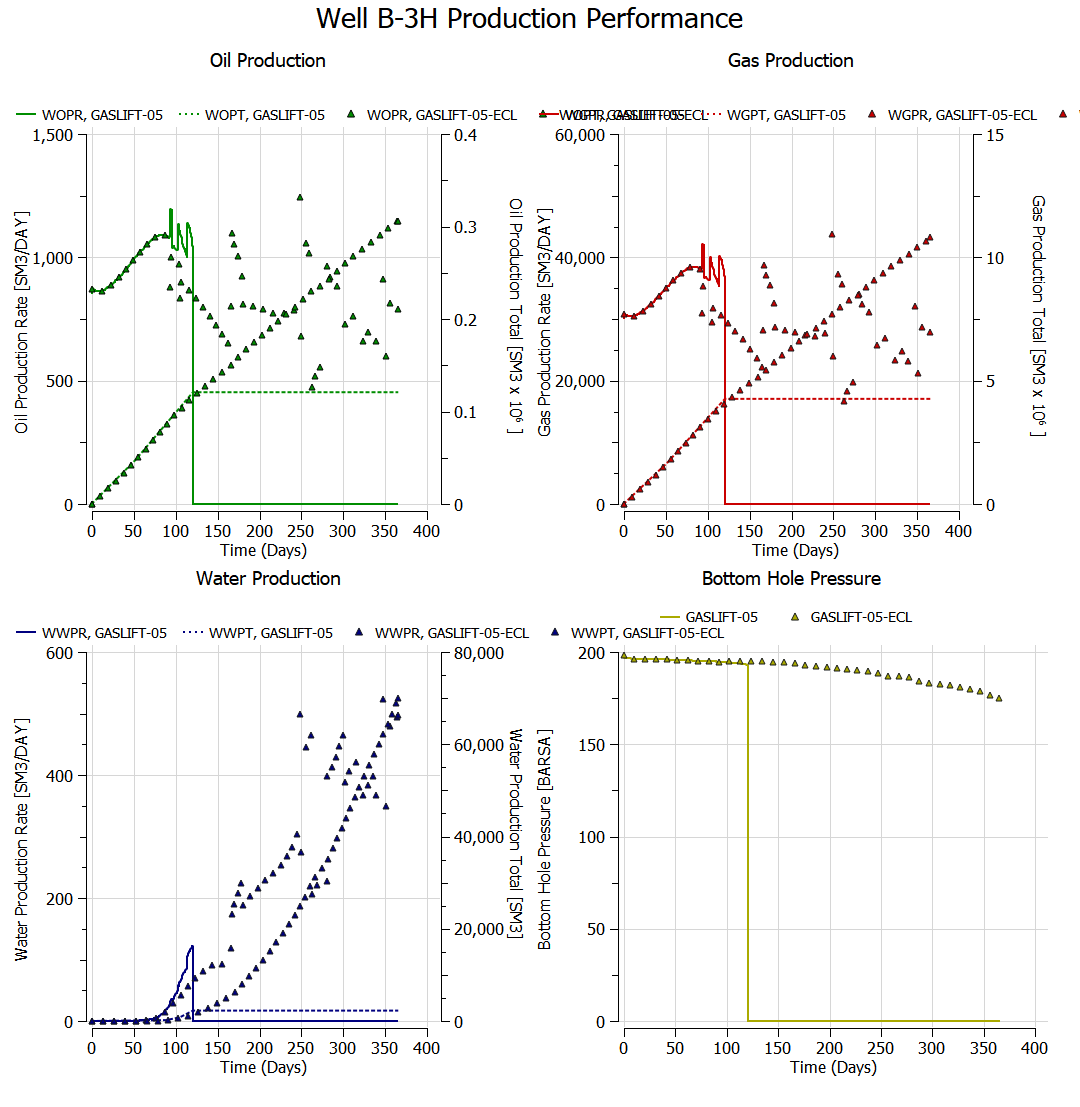 Well B-3H Production Performance
Oil Production
Gas Production
WOPR, GASLIFT-05
WOPT, GASLIFT-05
WOPR, GASLIFT-05-ECL
WOPT, GASLIFT-05-ECL
WGPR, GASLIFT-05
WGPT, GASLIFT-05
WGPR, GASLIFT-05-ECL
1,500
1,000
500
0
Oil Production Rate [SM3/DAY]
0.4
0.3
0.2
0.1
0
Oil Production Total [SM3 x 10⁶ ]
0 50 100 150 200 250 300 350 400
Time (Days)
60,000
40,000
20,000
0
Gas Production Rate [SM3/DAY]
15
10
5
0
Gas Production Total [SM3 x 10⁶ ]
0 50 100 150 200 250 300 350 400
Time (Days)
Water Production
Bottom Hole Pressure
WWPR, GASLIFT-05
WWPT, GASLIFT-05
WWPR, GASLIFT-05-ECL
WWPT, GASLIFT-05-ECL
GASLIFT-05
GASLIFT-05-ECL
600
400
200
0
Water Production Rate [SM3/DAY]
80,000
60,000
40,000
20,000
0
Water Production Total [SM3]
0 50 100 150 200 250 300 350 400
Time (Days)
200
150
100
50
0
Bottom Hole Pressure [BARSA]
0 50 100 150 200 250 300 350 400
Time (Days)